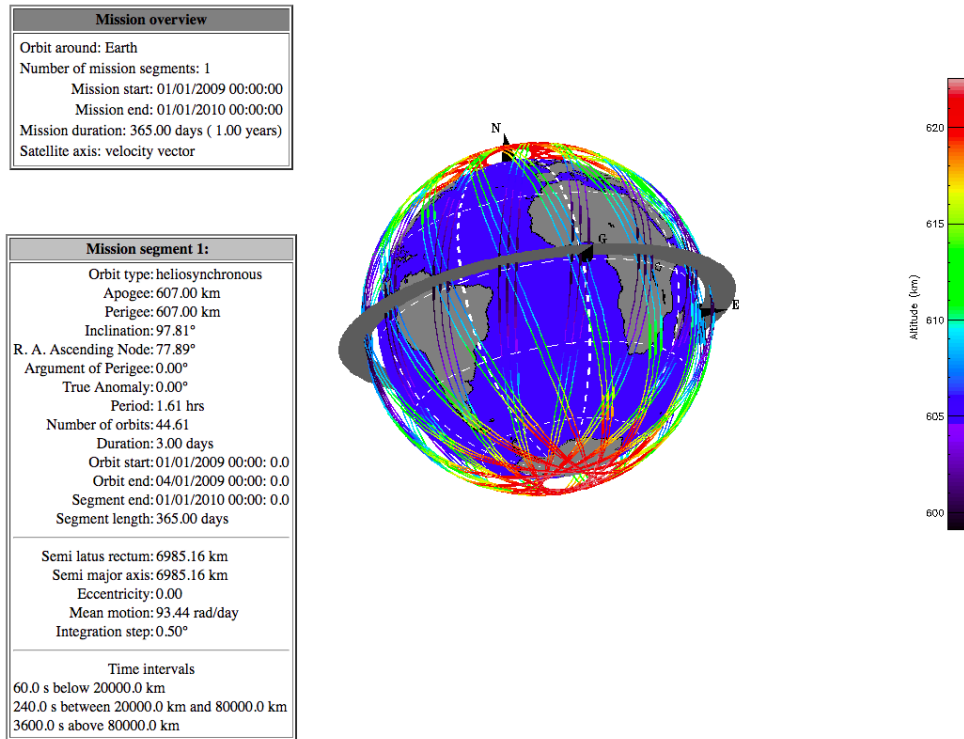 Mission overview
Orbit around: Earth
Number of mission segments: 1
Mission start: 01/01/2009 00:00:00
Mission end: 01/01/2010 00:00:00
Mission duration: 365.00 days ( 1.00 years)
Satellite axis: velocity vector
Mission segment 1:
Orbit type: heliosynchronous
Apogee: 607.00 km
Perigee: 607.00 km
Inclination: 97.81°
R. A. Ascending Node: 77.89°
Argument of Perigee: 0.00°
True Anomaly: 0.00°
Period: 1.61 hrs
Number of orbits: 44.61
Duration: 3.00 days
Orbit start: 01/01/2009 00:00: 0.0
Orbit end: 04/01/2009 00:00: 0.0
Segment end: 01/01/2010 00:00: 0.0
Segment length: 365.00 days
Semi latus rectum: 6985.16 km
Semi major axis: 6985.16 km
Eccentricity: 0.00
Mean motion: 93.44 rad/day
Integration step: 0.50°
Time intervals
60.0 s below 20000.0 km
240.0 s between 20000.0 km and 80000.0 km
3600.0 s above 80000.0 km
N
G
E
620
615
610
605
600
Altitude (km)